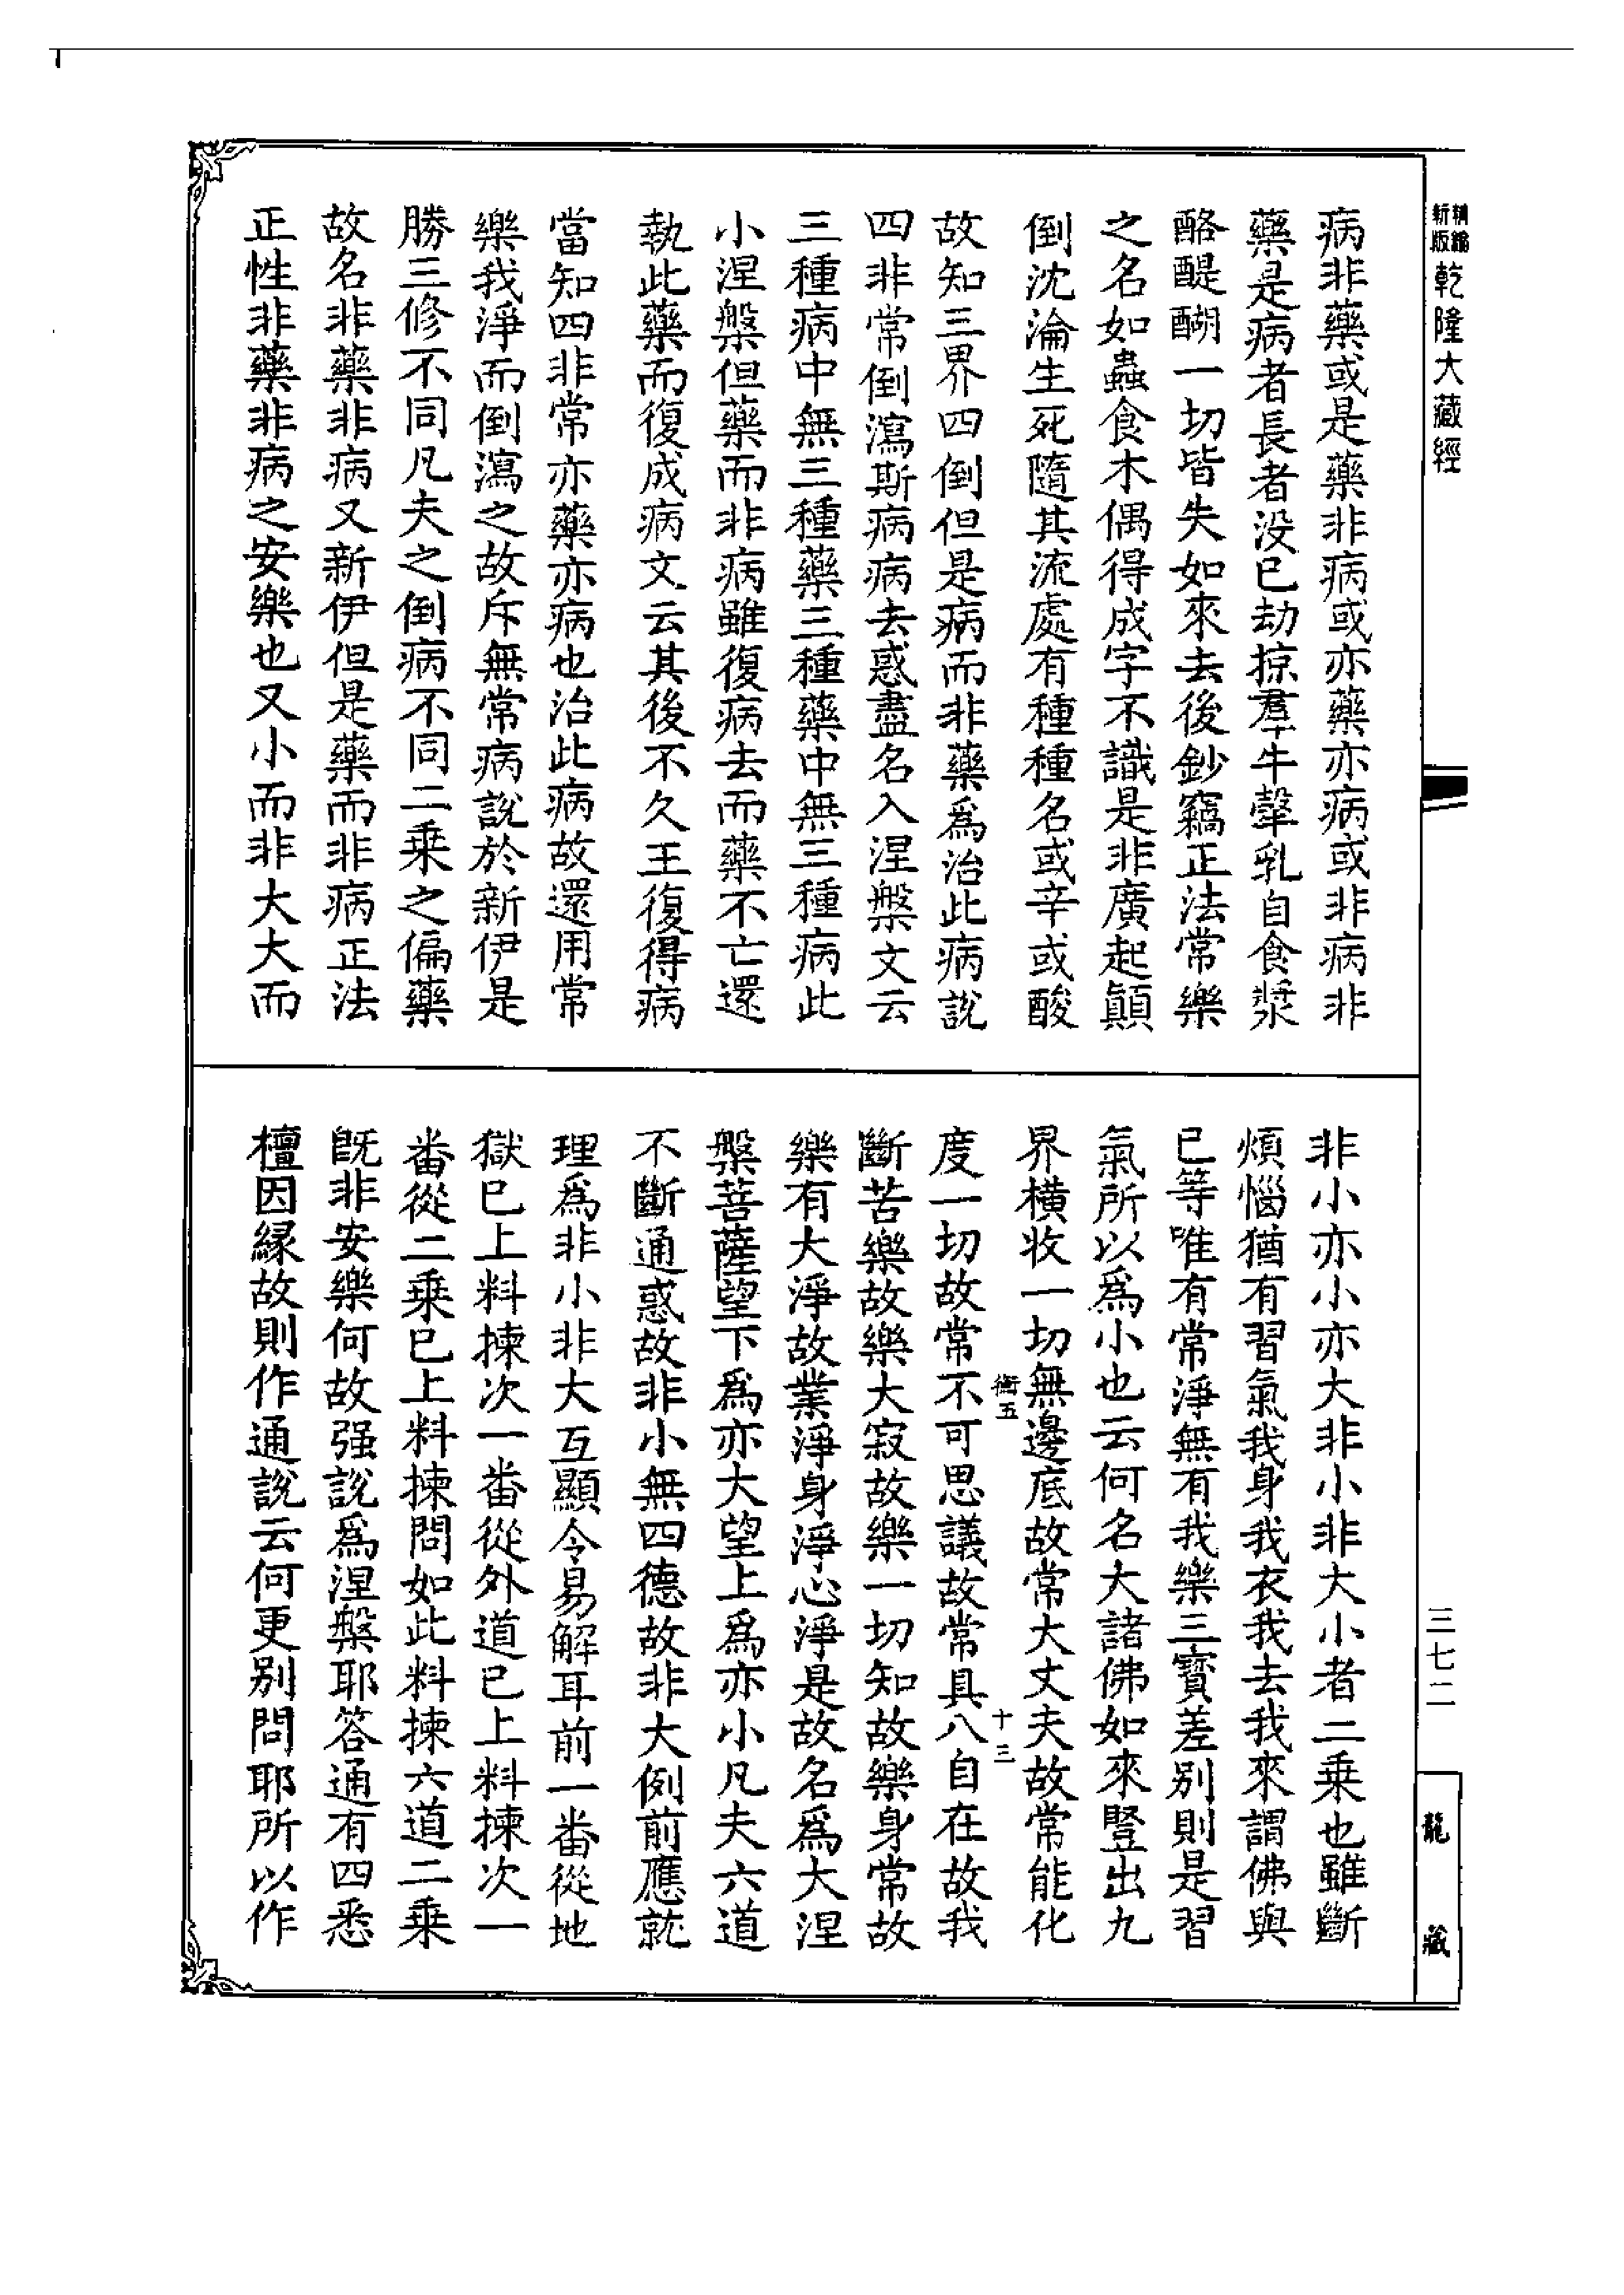 精縮
新版
乾隆大藏經
病非藥或是藥非病或亦藥亦病或非病非
藥是病者長者没已劫掠羣牛𤚲乳自食漿
酪醍醐一切皆失如來去後鈔竊正法常樂
之名如蟲食木偶得成字不識是非廣起顛
倒沈淪生死隨其流處有種種名或辛或酸
故知三界四倒但是病而非藥爲治此病說
四非常倒瀉斯病病去惑盡名入涅槃文云
三種病中無三種藥三種藥中無三種病此
小涅槃但藥而非病雖復病去而藥不亡還
執此藥而復成病文云其後不久王復得病
當知四非常亦藥亦病也治此病故還用常
樂我淨而倒瀉之故斥無常病說於新伊是
勝三修不同凡夫之倒病不同二乘之偏藥
故名非藥非病又新伊但是藥而非病正法
正性非藥非病之安樂也又小而非大大而
非小亦小亦大非小非大小者二乘也雖斷
煩惱猶有習氣我身我衣我去我來謂佛與
已等唯有常淨無有我樂三寶差别則是習
氣所以爲小也云何名大諸佛如來豎出九
界橫收一切無邊底故常大丈夫故常能化
衛五
十三
度一切故常不可思議故常具八自在故我
斷苦樂故樂大寂故樂一切知故樂身常故
樂有大淨故業淨身淨心淨是故名爲大涅
槃菩薩望下爲亦大望上爲亦小凡夫六道
不斷通惑故非小無四德故非大例前應就
理爲非小非大互顯今易解耳前一番從地
獄已上料揀次一番從外道已上料揀次一
番從二乘已上料揀問如此料揀六道二乘
旣非安樂何故强說爲涅槃耶答通有四悉
檀因緣故則作通說云何更别問耶所以作
三七二
龍藏